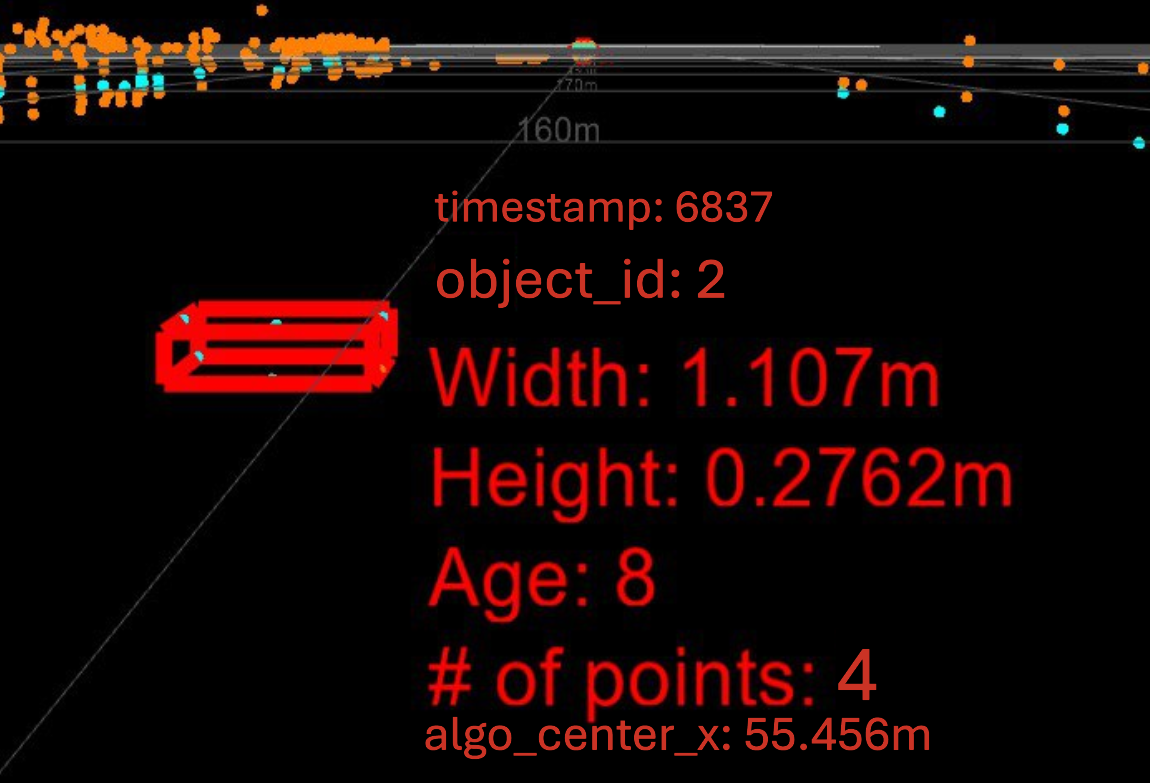 170m
160m
timestamp: 6837
object_id: 2
Width: 1.107m
Height: 0.2762m
Age: 8
# of points: 4
algo_center_x: 55.456m